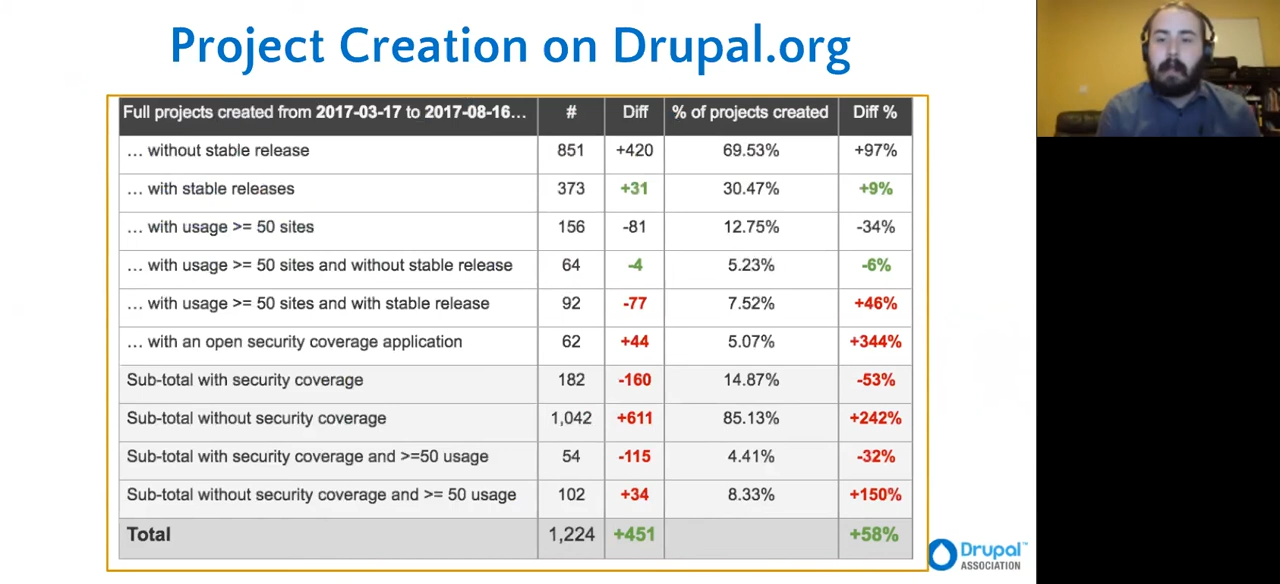 Project Creation on Drupal.org
Full projects created from 2017-03-17 to 2017-08-16... # Diff % of projects created Diff %
... without stable release 851 +420 69.53% +97%
... with stable releases 373 +31 30.47% +9%
... with usage >= 50 sites 156 -81 12.75% -34%
... with usage >= 50 sites and without stable release 64 -4 5.23% -6%
... with usage >= 50 sites and with stable release 92 -77 7.52% +46%
... with an open security coverage application 62 +44 5.07% +344%
Sub-total with security coverage 182 -160 14.87% -53%
Sub-total without security coverage 1,042 +611 85.13% +242%
Sub-total with security coverage and >=50 usage 54 -115 4.41% -32%
Sub-total without security coverage and >= 50 usage 102 +34 8.33% +150%
Total 1,224 +451 +58%
Drupal™
ASSOCIATION